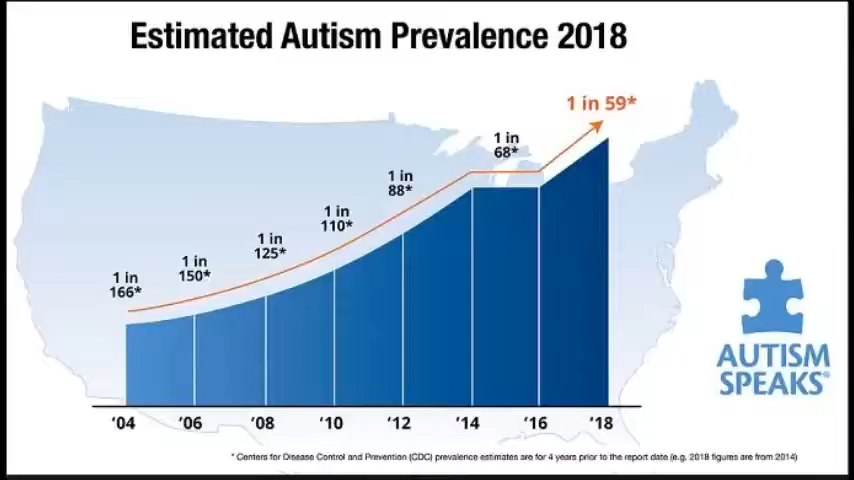 Estimated Autism Prevalence 2018
1 in 59*
1 in
68*
1 in
88*
1 in
110*
1 in
125*
1 in
150*
1 in
166*
AUTISM
SPEAKS®
‘04 ‘06 ‘08 ‘10 ‘12 ‘14 ‘16 ‘18
* Centers for Disease Control and Prevention (CDC) prevalence estimates are for 4 years prior to the report date (e.g. 2018 figures are from 2014)